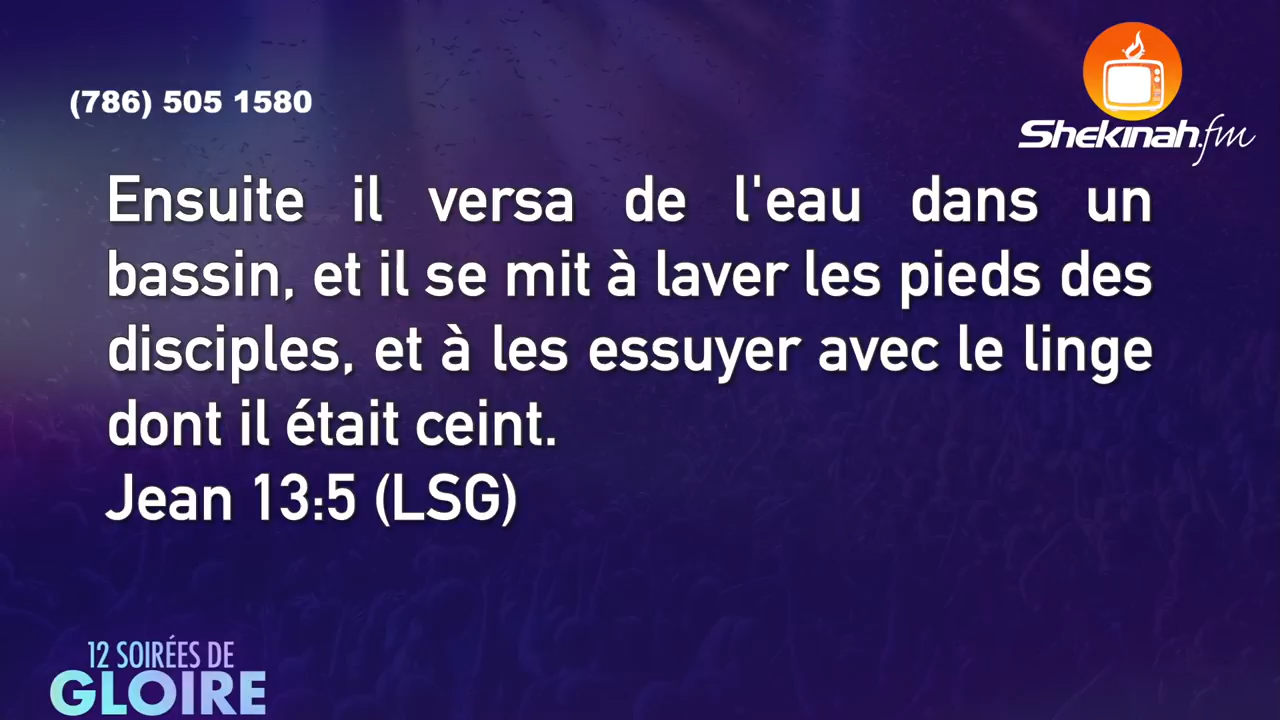 (786) 505 1580
Shekinah.fm
Ensuite il versa de l'eau dans un
bassin, et il se mit à laver les pieds des
disciples, et à les essuyer avec le linge
dont il était ceint.
Jean 13:5 (LSG)
12 SOIRÉES DE
GLOIRE